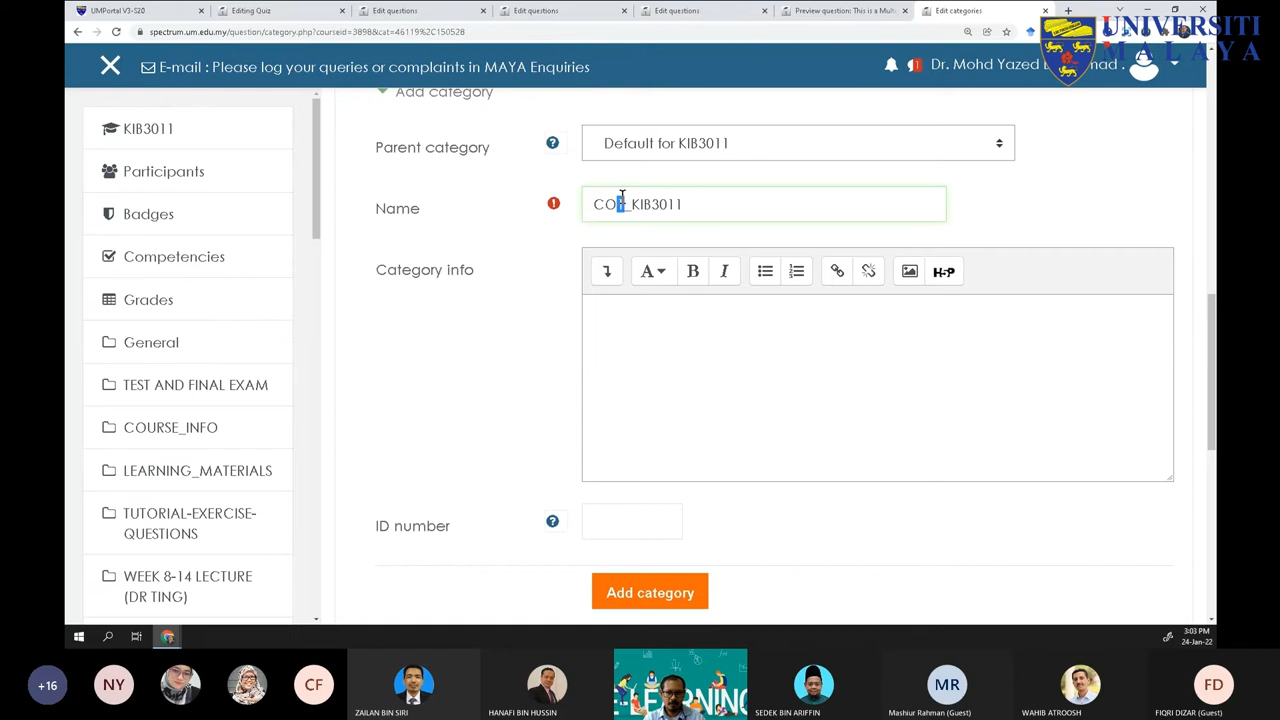 UMPortal V3-S20
Editing Quiz
Edit questions
Edit questions
Edit questions
Preview question: This is a Mult
Edit categories
spectrum.um.edu.my/question/category.php?courseid=3898&cat=46119%2C150528
UNIVERSITI
MALAYA
E-mail : Please log your queries or complaints in MAYA Enquiries
Dr. Mohd Yazed
Add category
KIB3011
Participants
Badges
Competencies
Grades
General
TEST AND FINAL EXAM
COURSE_INFO
LEARNING_MATERIALS
TUTORIAL-EXERCISE-
QUESTIONS
WEEK 8-14 LECTURE
(DR TING)
Parent category
Default for KIB3011
Name
Category info
A
B
I
H-P
ID number
Add category
3:03 PM
24-Jan-22
+16
NY
CF
MR
FD
E-LEARNING
ZAILAN BIN SIRI
HANAFI BIN HUSSIN
SEDEK BIN ARIFFIN
Mashiur Rahman (Guest)
WAHIB ATROOSH
FIQRI DIZAR (Guest)